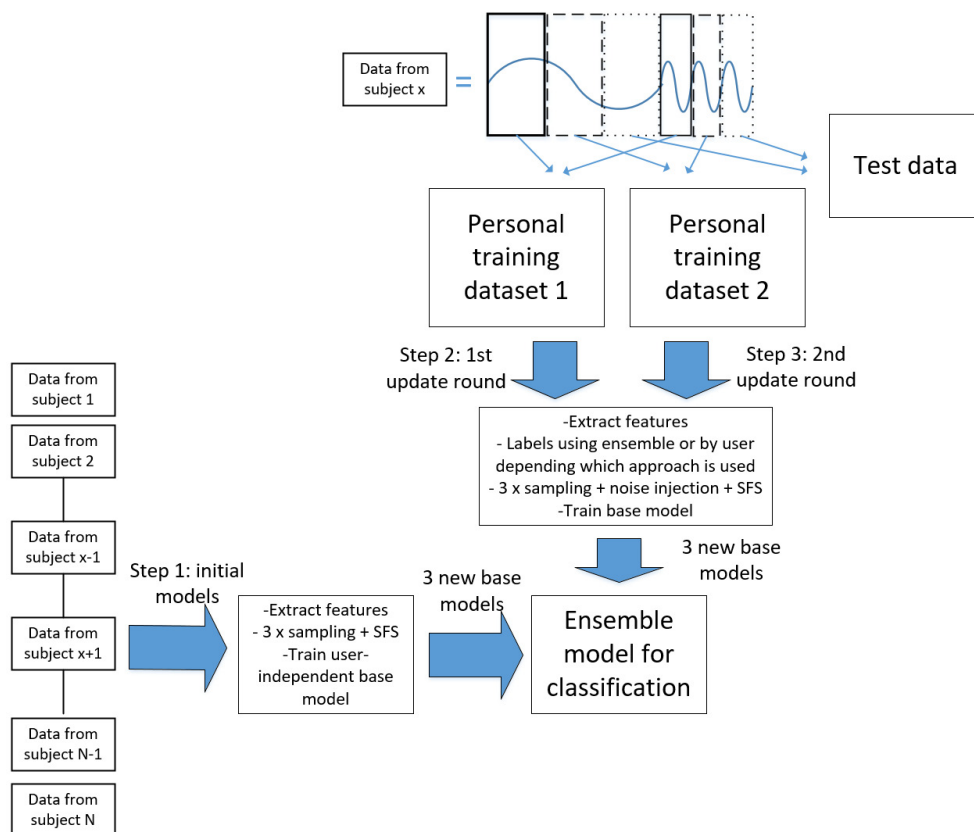 Data from
subject x
=
Test data
Personal
training
dataset 1
Personal
training
dataset 2
Step 2: 1st
update round
Step 3: 2nd
update round
-Extract features
- Labels using ensemble or by user
depending which approach is used
- 3 x sampling + noise injection + SFS
-Train base model
3 new base
models
Data from
subject 1
Data from
subject 2
Data from
subject x-1
Data from
subject x+1
Data from
subject N-1
Data from
subject N
Step 1: initial
models
-Extract features
- 3 x sampling + SFS
-Train user-
independent base
model
3 new base
models
Ensemble
model for
classification